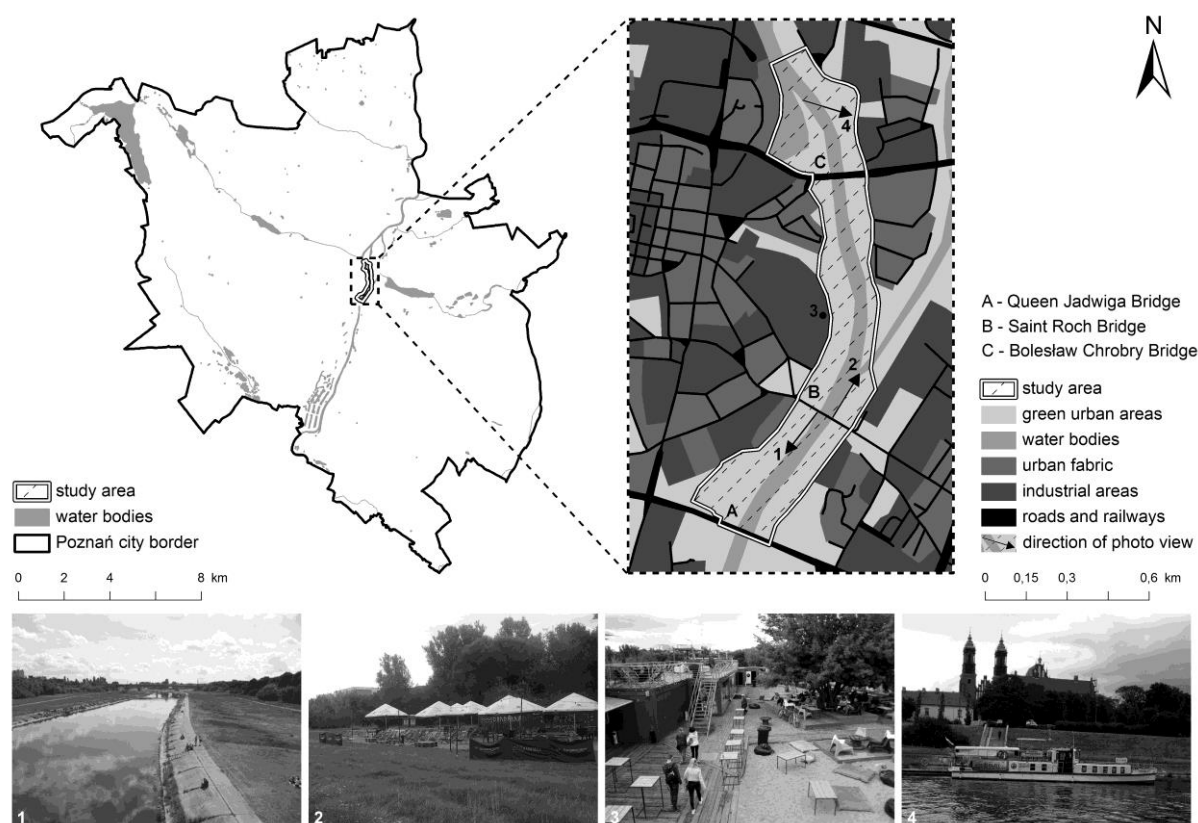 N
4
C
3
2
B
1
A
A - Queen Jadwiga Bridge
B - Saint Roch Bridge
C - Bolesław Chrobry Bridge
study area
green urban areas
water bodies
urban fabric
industrial areas
roads and railways
direction of photo view
0 0,15 0,3 0,6 km
study area
water bodies
Poznań city border
0 2 4 8 km
1
2
3
4